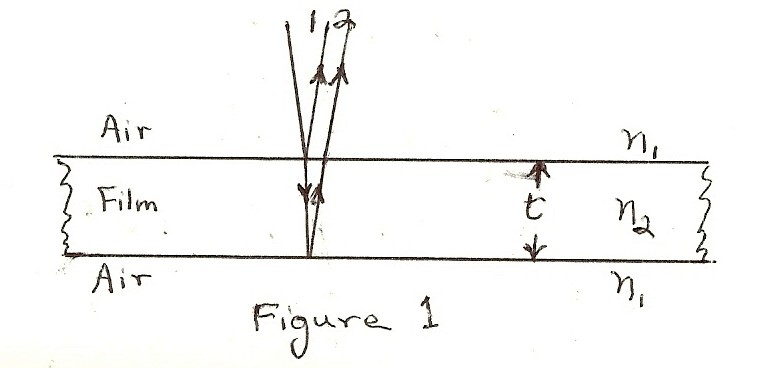 1 2
Air n₁
Film t n₂
Air n₁
Figure 1